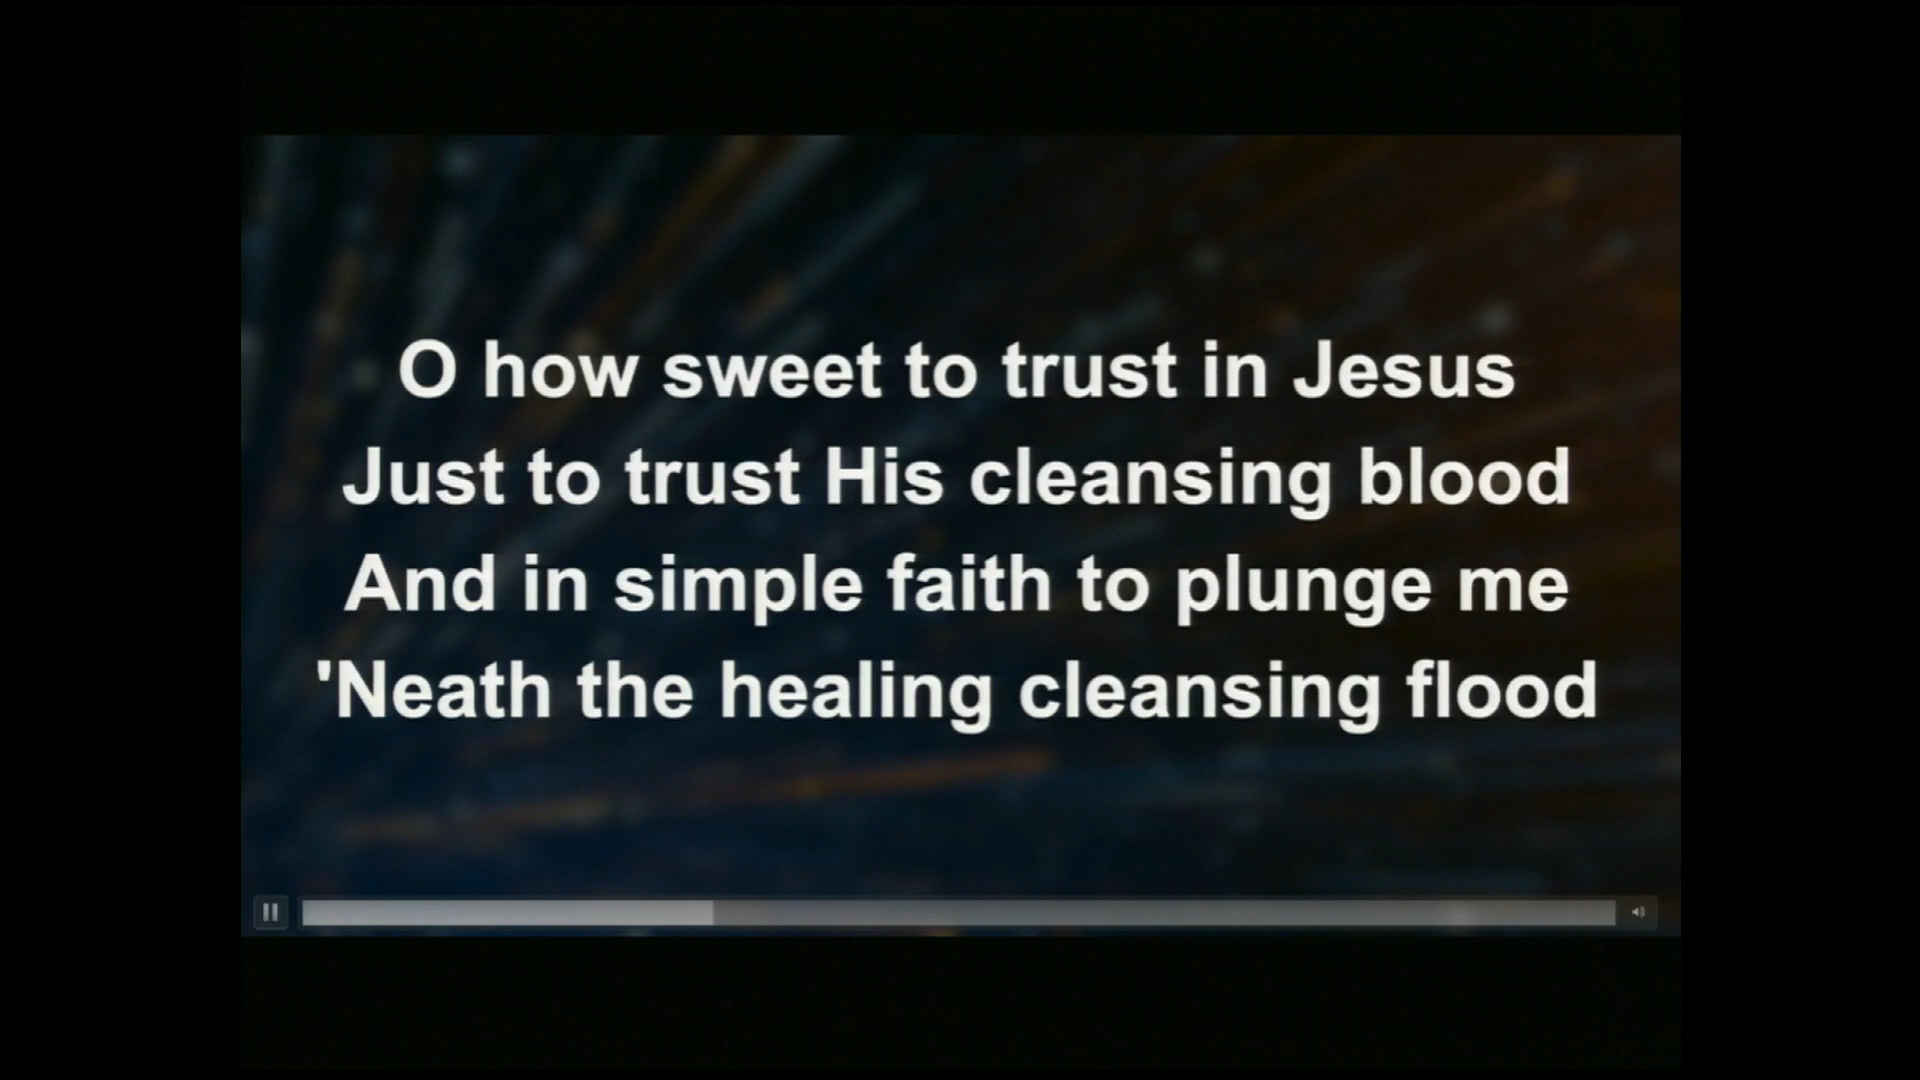 O how sweet to trust in Jesus
Just to trust His cleansing blood
And in simple faith to plunge me
'Neath the healing cleansing flood